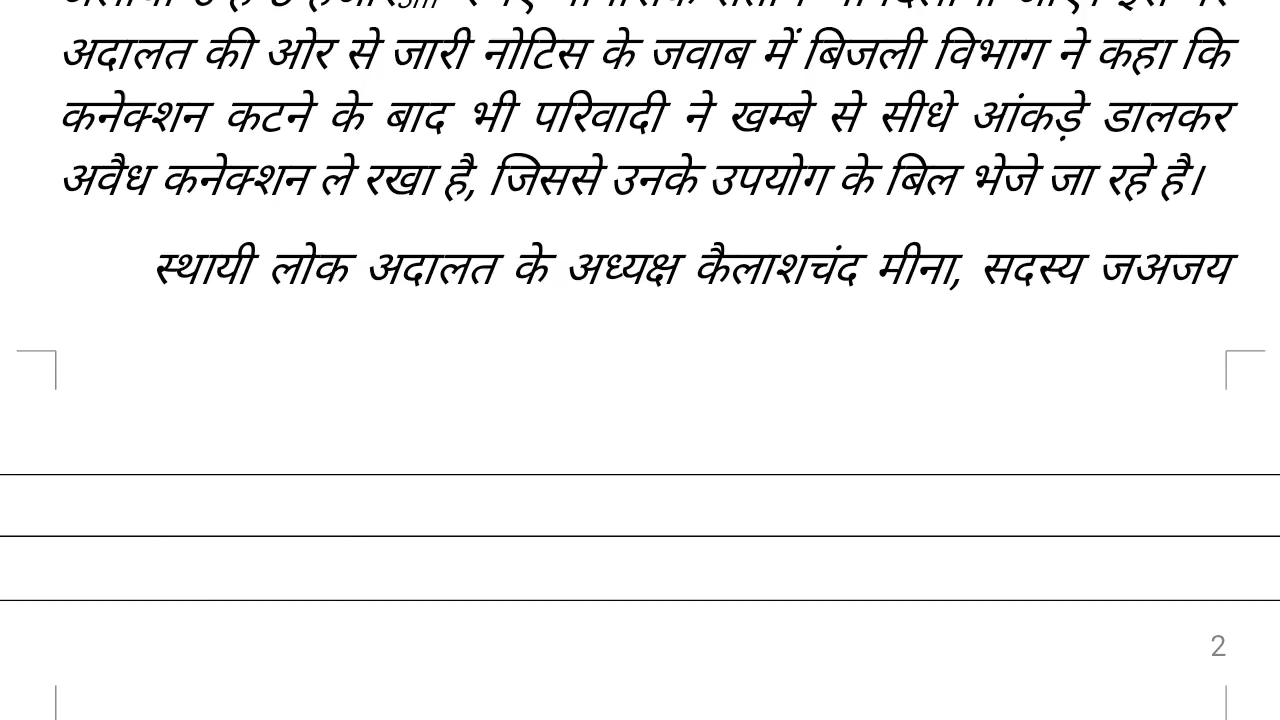 अदालत की ओर से जारी नोटिस के जवाब में बिजली विभाग ने कहा कि
कनेक्शन कटने के बाद भी परिवादी ने खम्बे से सीधे आंकड़े डालकर
अवैध कनेक्शन ले रखा है, जिससे उनके उपयोग के बिल भेजे जा रहे है।
स्थायी लोक अदालत के अध्यक्ष कैलाशचंद मीना, सदस्य जअजय
2